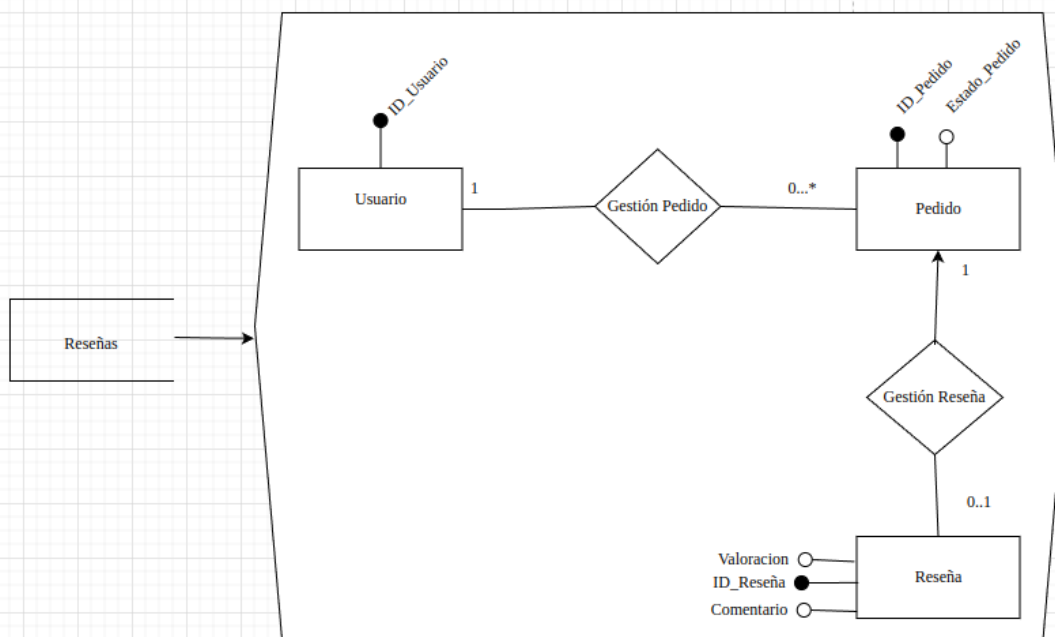 ID_Usuario
ID_Pedido
Estado_Pedido
Usuario
1
Gestión Pedido
0...*
Pedido
1
Reseñas
Gestión Reseña
0..1
Valoracion
ID_Reseña
Comentario
Reseña